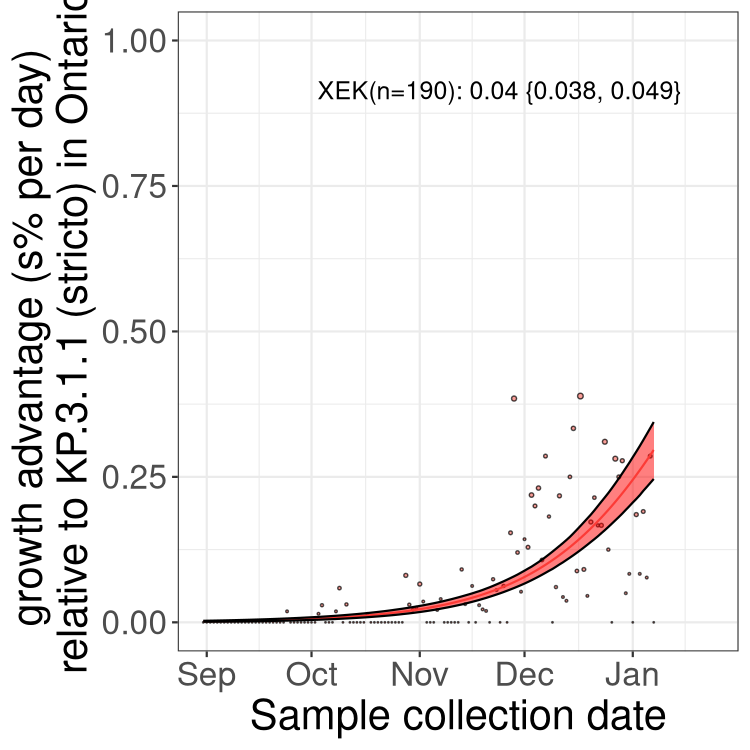 growth advantage (s% per day)
relative to KP.3.1.1 (stricto) in Ontario
1.00
0.75
0.50
0.25
0.00
XEK(n=190): 0.04 {0.038, 0.049}
Sep Oct Nov Dec Jan
Sample collection date